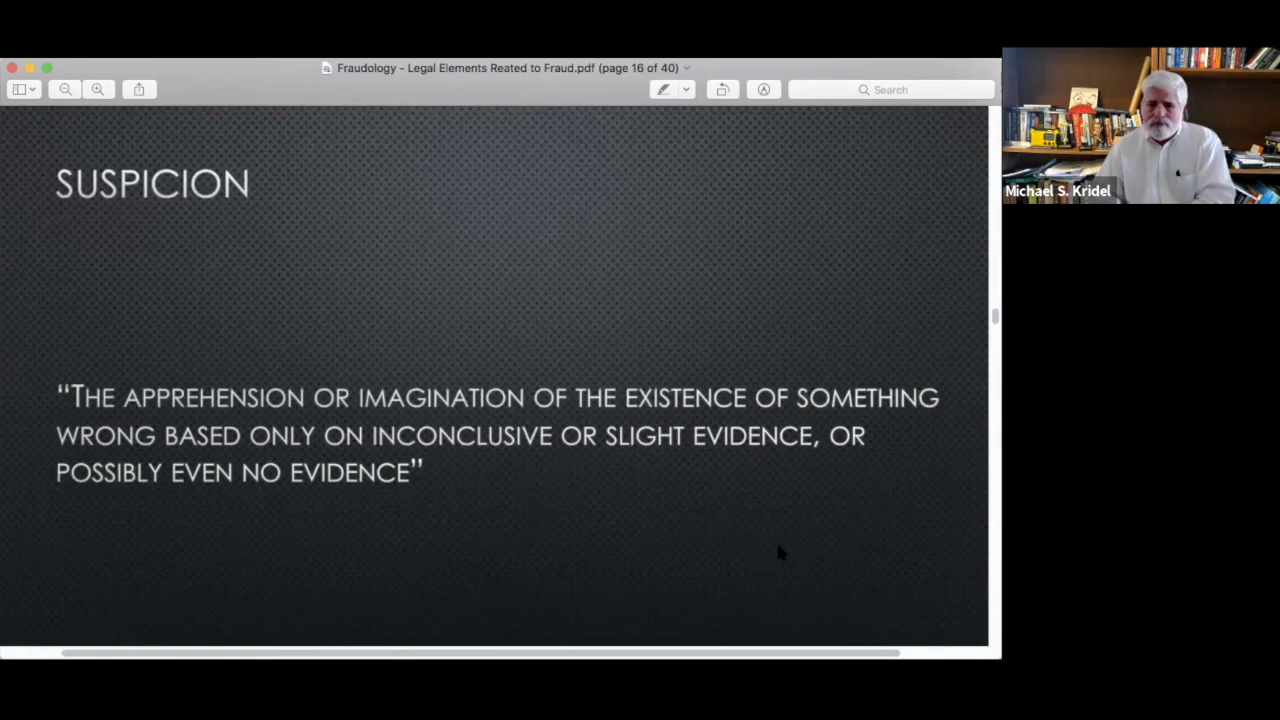 Fraudology - Legal Elements Reated to Fraud.pdf (page 16 of 40)
Search
SUSPICION
“THE APPREHENSION OR IMAGINATION OF THE EXISTENCE OF SOMETHING
WRONG BASED ONLY ON INCONCLUSIVE OR SLIGHT EVIDENCE, OR
POSSIBLY EVEN NO EVIDENCE”
Michael S. Kridel